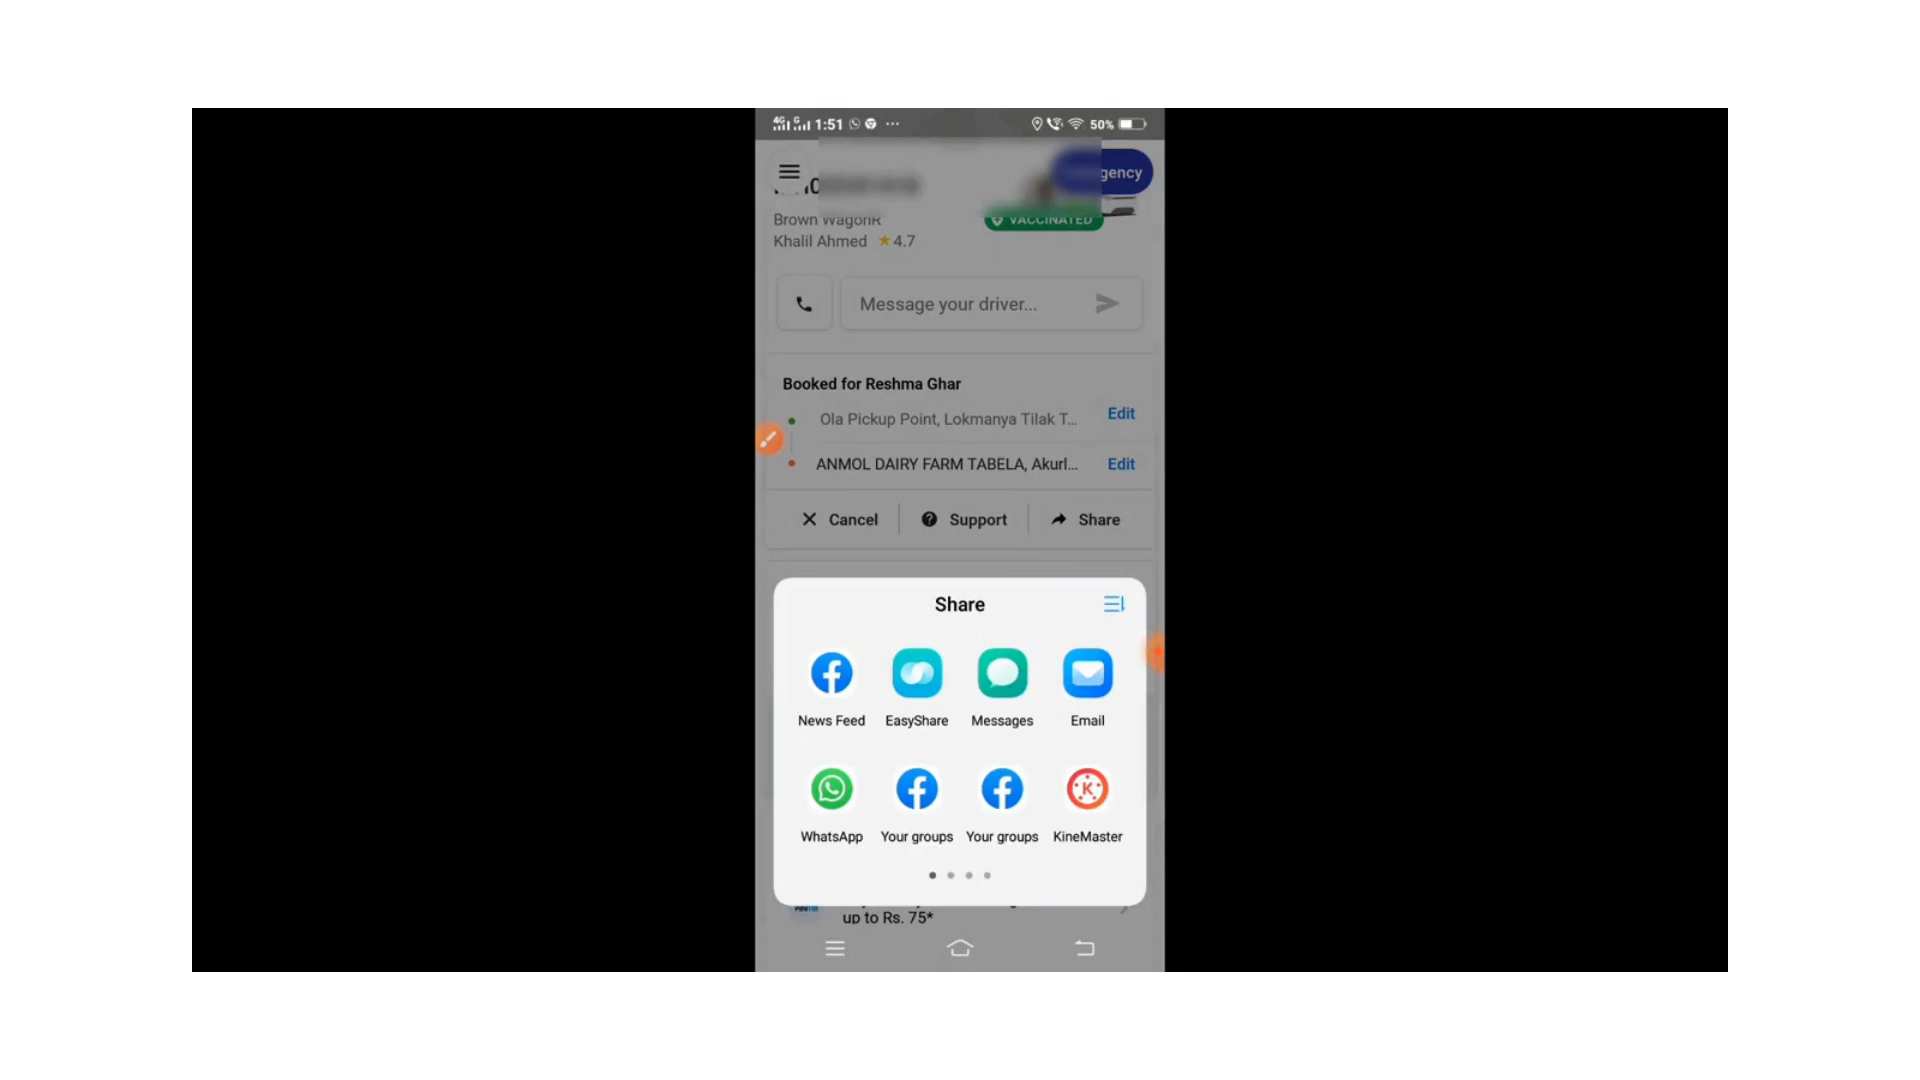 4G G 1:51 ··· 50%
gency
Brown WagonR
VACCINATED
Khalil Ahmed ★ 4.7
Message your driver...
Booked for Reshma Ghar
Ola Pickup Point, Lokmanya Tilak T... Edit
ANMOL DAIRY FARM TABELA, Akurl... Edit
Cancel Support Share
Share
News Feed EasyShare Messages Email
WhatsApp Your groups Your groups KineMaster
up to Rs. 75*